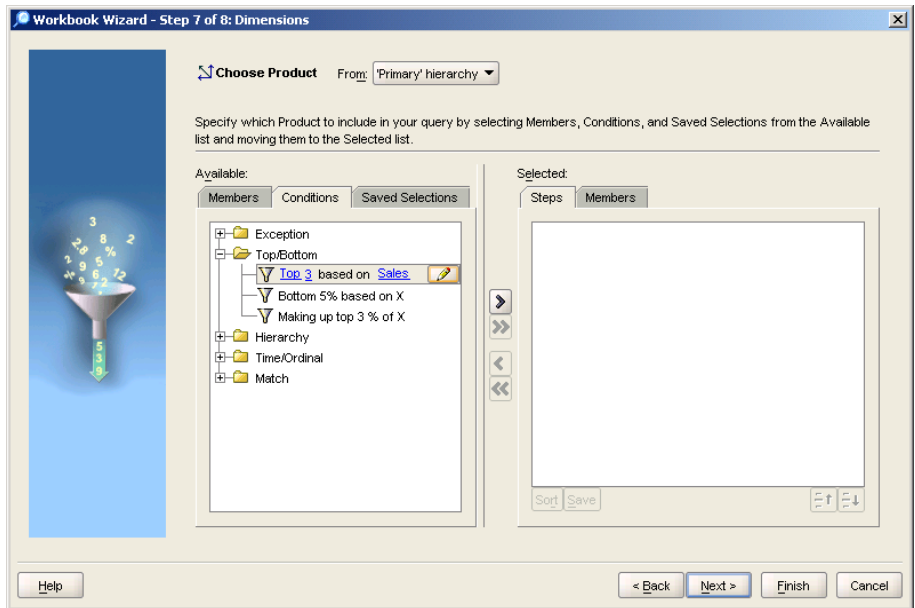 Workbook Wizard - Step 7 of 8: Dimensions
Choose Product From: 'Primary' hierarchy
Specify which Product to include in your query by selecting Members, Conditions, and Saved Selections from the Available
list and moving them to the Selected list.
Available: Selected:
Members Conditions Saved Selections Steps Members
Exception
Top/Bottom
Top 3 based on Sales
Bottom 5% based on X
Making up top 3 % of X
Hierarchy
Time/Ordinal
Match
Sort Save
Help < Back Next > Finish Cancel